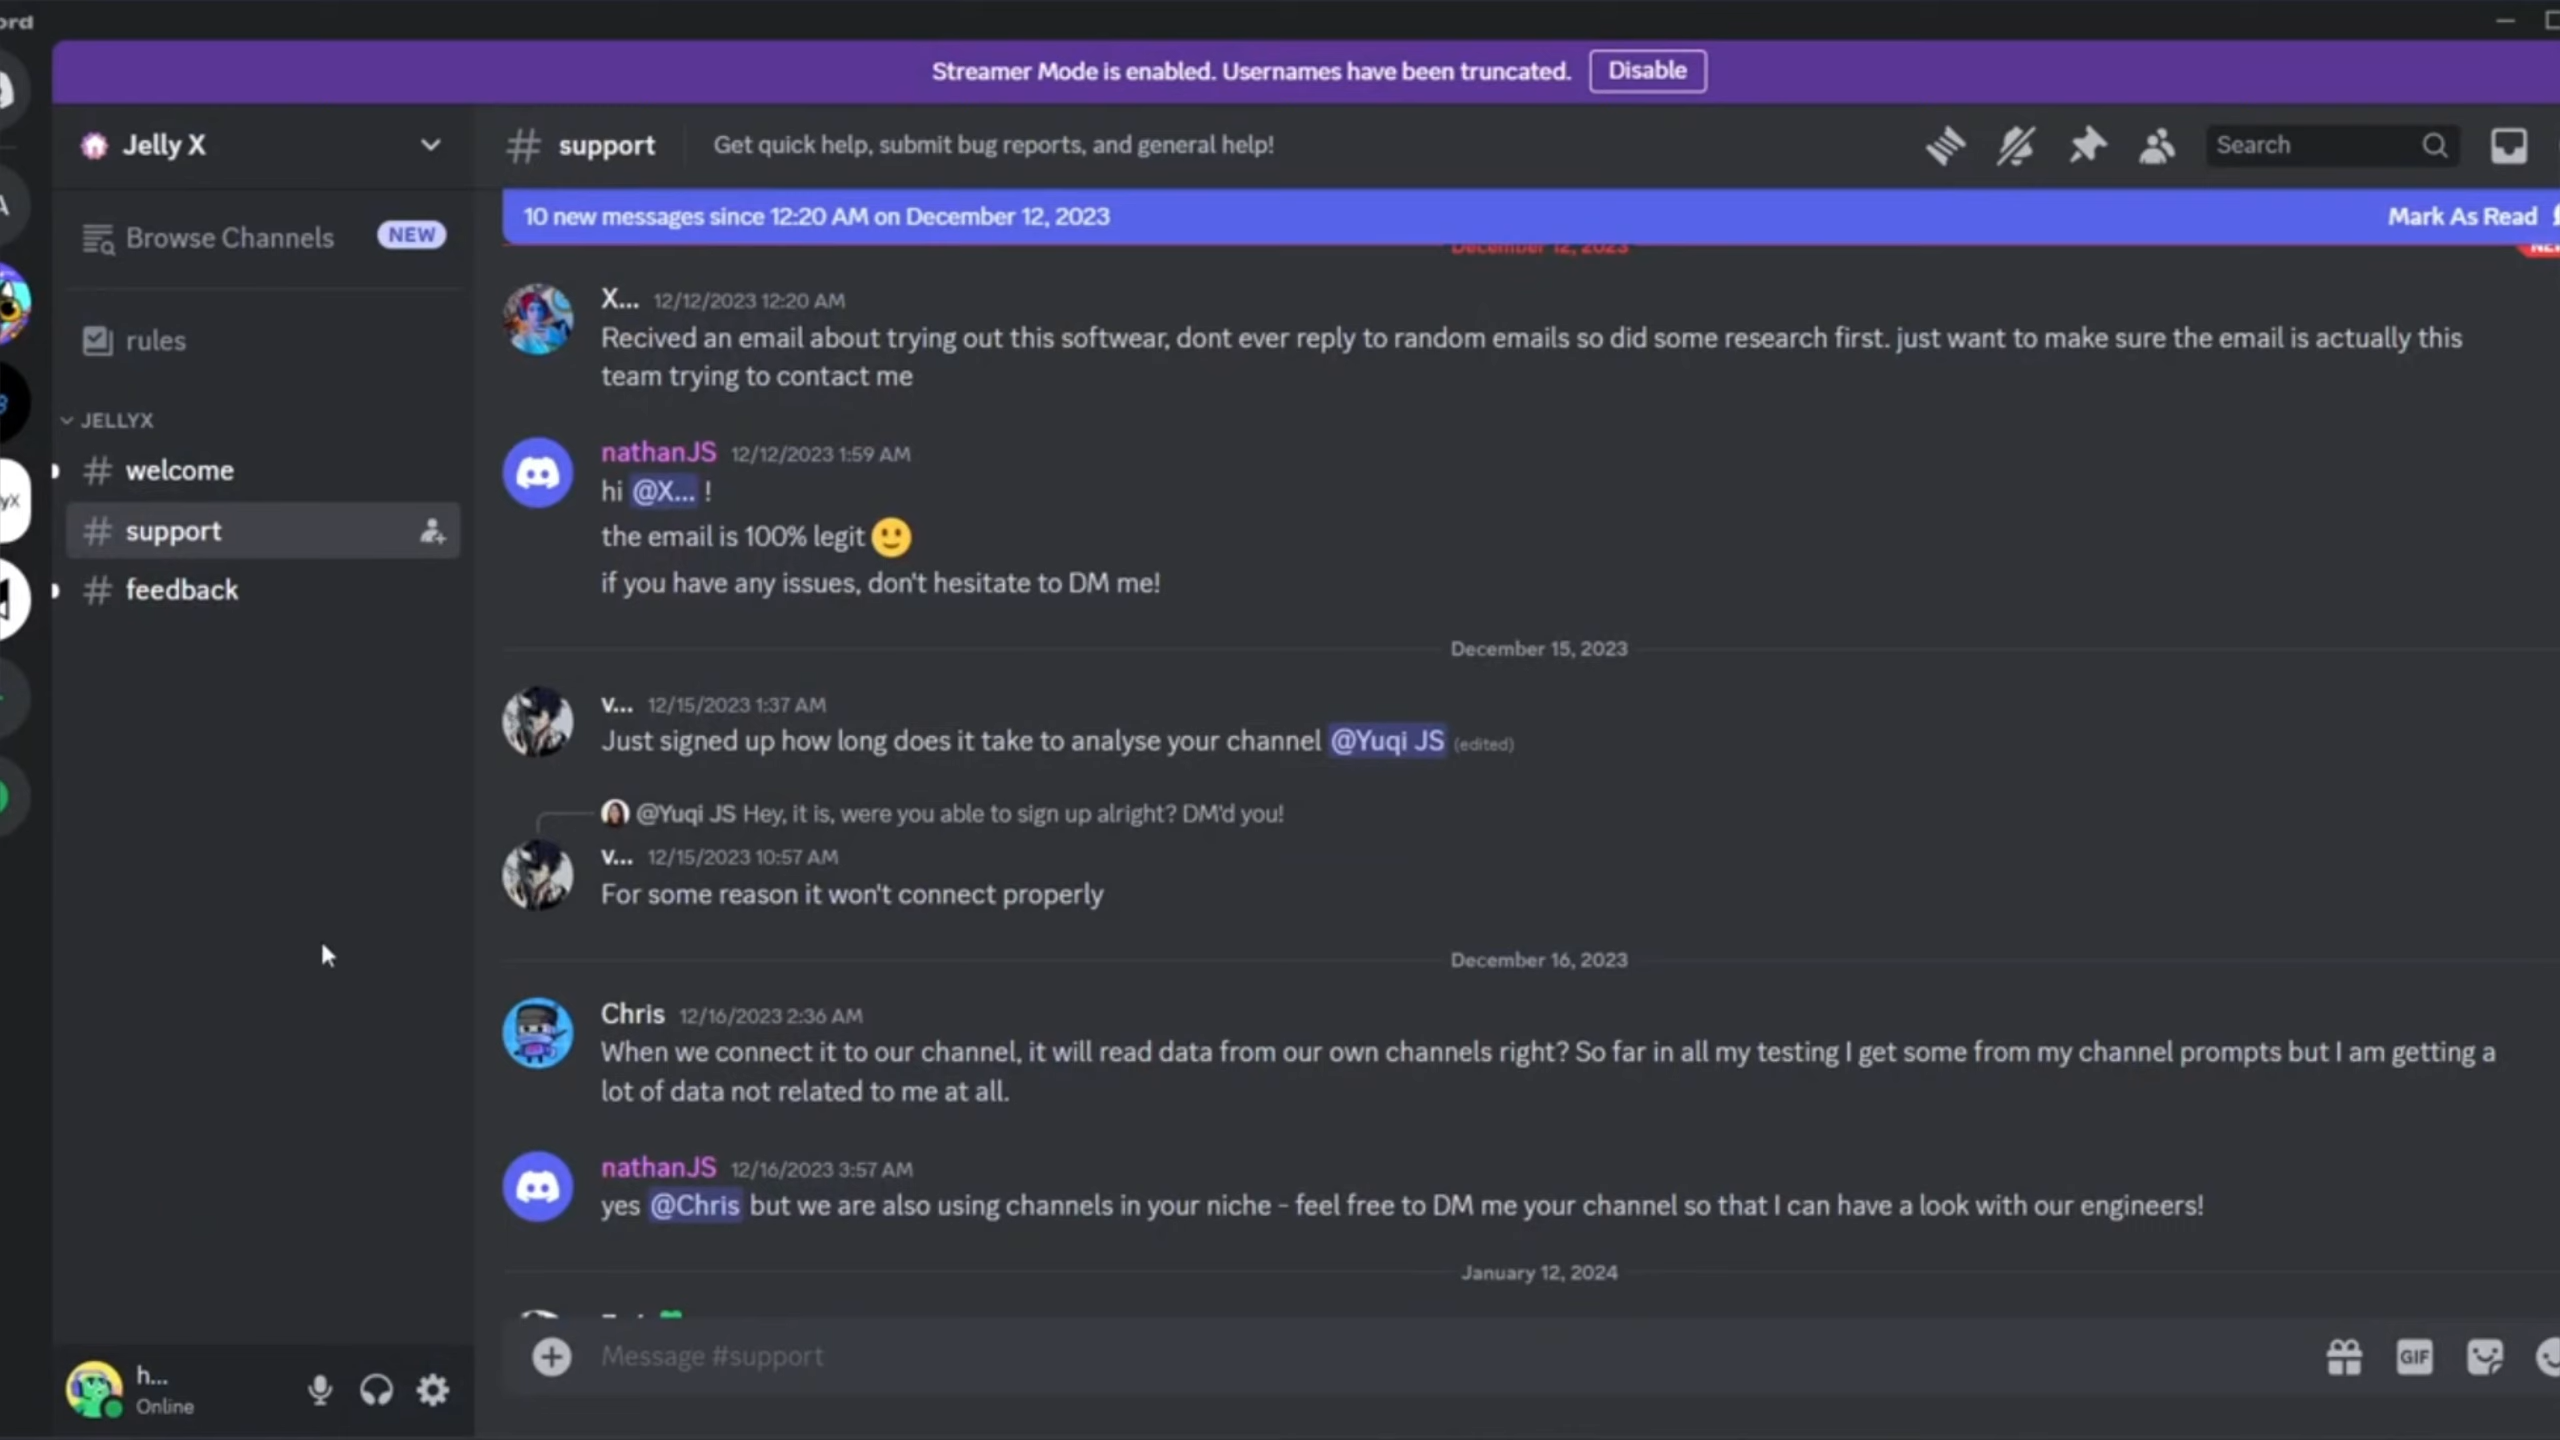 ord
Streamer Mode is enabled. Usernames have been truncated. Disable
Jelly X
# support Get quick help, submit bug reports, and general help! Search
10 new messages since 12:20 AM on December 12, 2023 Mark As Read
Browse Channels NEW
December 12, 2023
rules
JELLYX
# welcome
# support
# feedback
X... 12/12/2023 12:20 AM
Recived an email about trying out this softwear, dont ever reply to random emails so did some research first. just want to make sure the email is actually this
team trying to contact me
nathanJS 12/12/2023 1:59 AM
hi @X... !
the email is 100% legit 🙂
if you have any issues, don't hesitate to DM me!
December 15, 2023
v... 12/15/2023 1:37 AM
Just signed up how long does it take to analyse your channel @Yuqi JS (edited)
@Yuqi JS Hey, it is, were you able to sign up alright? DM'd you!
v... 12/15/2023 10:57 AM
For some reason it won't connect properly
December 16, 2023
Chris 12/16/2023 2:36 AM
When we connect it to our channel, it will read data from our own channels right? So far in all my testing I get some from my channel prompts but I am getting a
lot of data not related to me at all.
nathanJS 12/16/2023 3:57 AM
yes @Chris but we are also using channels in your niche - feel free to DM me your channel so that I can have a look with our engineers!
January 12, 2024
Message #support
GIF
h...
Online